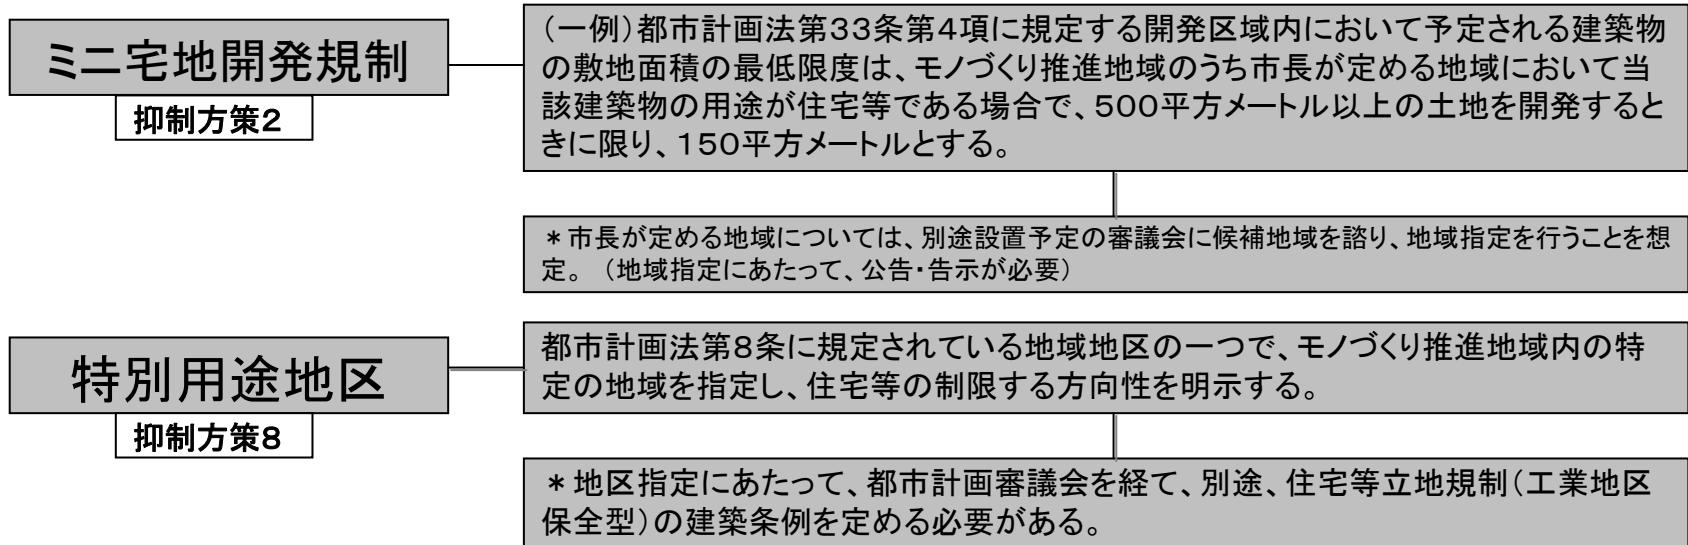 ミニ宅地開発規制
抑制方策2
(一例)都市計画法第33条第4項に規定する開発区域内において予定される建築物
の敷地面積の最低限度は、モノづくり推進地域のうち市長が定める地域において当
該建築物の用途が住宅等である場合で、500平方メートル以上の土地を開発すると
きに限り、150平方メートルとする。
＊市長が定める地域については、別途設置予定の審議会に候補地域を諮り、地域指定を行うことを想
定。（地域指定にあたって、公告・告示が必要）
特別用途地区
抑制方策8
都市計画法第8条に規定されている地域地区の一つで、モノづくり推進地域内の特
定の地域を指定し、住宅等の制限する方向性を明示する。
＊地区指定にあたって、都市計画審議会を経て、別途、住宅等立地規制（工業地区
保全型）の建築条例を定める必要がある。